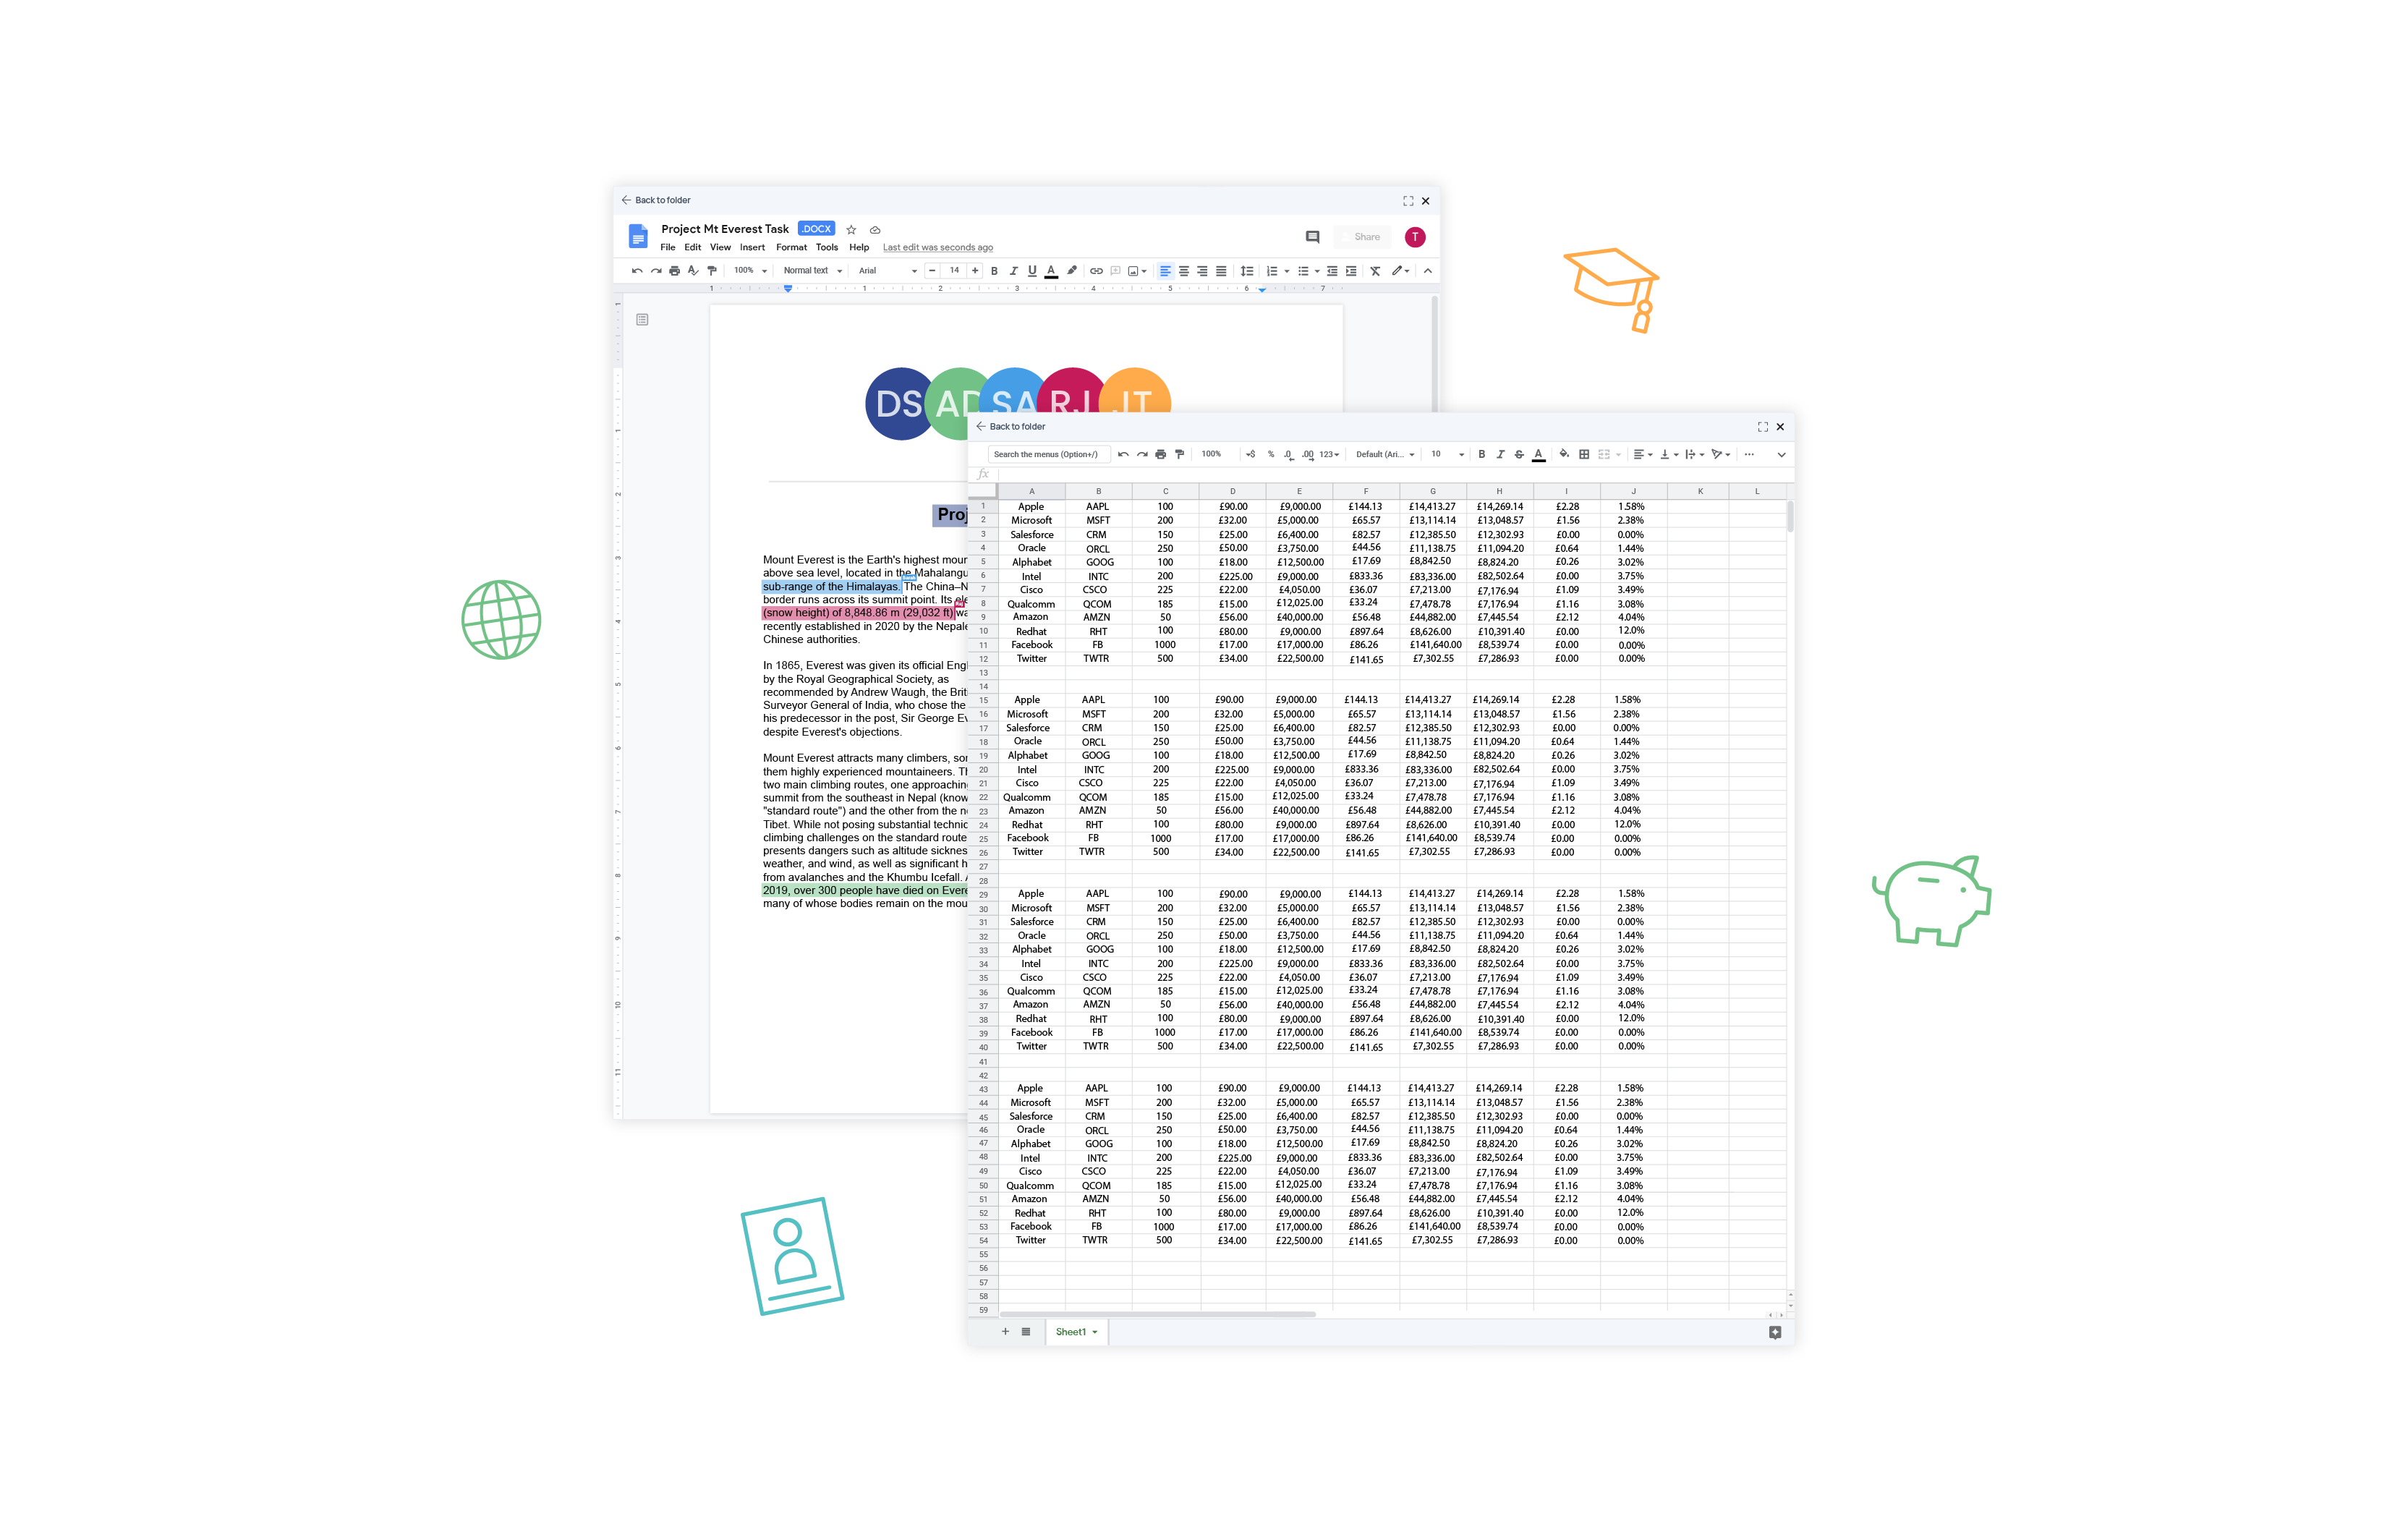 Back to folder
Project Mt Everest Task .DOCX
File Edit View Insert Format Tools Help Last edit was seconds ago
Share
T
100% Normal text Arial 14 B I U A
1 1 2 3 4 5 6 7
DS AD SA RJ JT
Proj
Mount Everest is the Earth's highest moun
above sea level, located in the Mahalangu
sub-range of the Himalayas. The China–N
border runs across its summit point. Its ele
(snow height) of 8,848.86 m (29,032 ft) wa
recently established in 2020 by the Nepale
Chinese authorities.
In 1865, Everest was given its official Engl
by the Royal Geographical Society, as
recommended by Andrew Waugh, the Brit
Surveyor General of India, who chose the
his predecessor in the post, Sir George Ev
despite Everest's objections.
Mount Everest attracts many climbers, so
them highly experienced mountaineers. Th
two main climbing routes, one approaching
summit from the southeast in Nepal (know
"standard route") and the other from the no
Tibet. While not posing substantial technic
climbing challenges on the standard route
presents dangers such as altitude sicknes
weather, and wind, as well as significant h
from avalanches and the Khumbu Icefall. A
2019, over 300 people have died on Evere
many of whose bodies remain on the mou
1
1
2
3
4
5
6
7
8
9
10
11
Back to folder
Search the menus (Option+/) 100% $ % .0 .00 123 Default (Ari... 10 B I S A
fx
A B C D E F G H I J K L
1 Apple AAPL 100 £90.00 £9,000.00 £144.13 £14,413.27 £14,269.14 £2.28 1.58%
2 Microsoft MSFT 200 £32.00 £5,000.00 £65.57 £13,114.14 £13,048.57 £1.56 2.38%
3 Salesforce CRM 150 £25.00 £6,400.00 £82.57 £12,385.50 £12,302.93 £0.00 0.00%
4 Oracle ORCL 250 £50.00 £3,750.00 £44.56 £11,138.75 £11,094.20 £0.64 1.44%
5 Alphabet GOOG 100 £18.00 £12,500.00 £17.69 £8,842.50 £8,824.20 £0.26 3.02%
6 Intel INTC 200 £225.00 £9,000.00 £833.36 £83,336.00 £82,502.64 £0.00 3.75%
7 Cisco CSCO 225 £22.00 £4,050.00 £36.07 £7,213.00 £7,176.94 £1.09 3.49%
8 Qualcomm QCOM 185 £15.00 £12,025.00 £33.24 £7,478.78 £7,176.94 £1.16 3.08%
9 Amazon AMZN 50 £56.00 £40,000.00 £56.48 £44,882.00 £7,445.54 £2.12 4.04%
10 Redhat RHT 100 £80.00 £9,000.00 £897.64 £8,626.00 £10,391.40 £0.00 12.0%
11 Facebook FB 1000 £17.00 £17,000.00 £86.26 £141,640.00 £8,539.74 £0.00 0.00%
12 Twitter TWTR 500 £34.00 £22,500.00 £141.65 £7,302.55 £7,286.93 £0.00 0.00%
13
14
15 Apple AAPL 100 £90.00 £9,000.00 £144.13 £14,413.27 £14,269.14 £2.28 1.58%
16 Microsoft MSFT 200 £32.00 £5,000.00 £65.57 £13,114.14 £13,048.57 £1.56 2.38%
17 Salesforce CRM 150 £25.00 £6,400.00 £82.57 £12,385.50 £12,302.93 £0.00 0.00%
18 Oracle ORCL 250 £50.00 £3,750.00 £44.56 £11,138.75 £11,094.20 £0.64 1.44%
19 Alphabet GOOG 100 £18.00 £12,500.00 £17.69 £8,842.50 £8,824.20 £0.26 3.02%
20 Intel INTC 200 £225.00 £9,000.00 £833.36 £83,336.00 £82,502.64 £0.00 3.75%
21 Cisco CSCO 225 £22.00 £4,050.00 £36.07 £7,213.00 £7,176.94 £1.09 3.49%
22 Qualcomm QCOM 185 £15.00 £12,025.00 £33.24 £7,478.78 £7,176.94 £1.16 3.08%
23 Amazon AMZN 50 £56.00 £40,000.00 £56.48 £44,882.00 £7,445.54 £2.12 4.04%
24 Redhat RHT 100 £80.00 £9,000.00 £897.64 £8,626.00 £10,391.40 £0.00 12.0%
25 Facebook FB 1000 £17.00 £17,000.00 £86.26 £141,640.00 £8,539.74 £0.00 0.00%
26 Twitter TWTR 500 £34.00 £22,500.00 £141.65 £7,302.55 £7,286.93 £0.00 0.00%
27
28
29 Apple AAPL 100 £90.00 £9,000.00 £144.13 £14,413.27 £14,269.14 £2.28 1.58%
30 Microsoft MSFT 200 £32.00 £5,000.00 £65.57 £13,114.14 £13,048.57 £1.56 2.38%
31 Salesforce CRM 150 £25.00 £6,400.00 £82.57 £12,385.50 £12,302.93 £0.00 0.00%
32 Oracle ORCL 250 £50.00 £3,750.00 £44.56 £11,138.75 £11,094.20 £0.64 1.44%
33 Alphabet GOOG 100 £18.00 £12,500.00 £17.69 £8,842.50 £8,824.20 £0.26 3.02%
34 Intel INTC 200 £225.00 £9,000.00 £833.36 £83,336.00 £82,502.64 £0.00 3.75%
35 Cisco CSCO 225 £22.00 £4,050.00 £36.07 £7,213.00 £7,176.94 £1.09 3.49%
36 Qualcomm QCOM 185 £15.00 £12,025.00 £33.24 £7,478.78 £7,176.94 £1.16 3.08%
37 Amazon AMZN 50 £56.00 £40,000.00 £56.48 £44,882.00 £7,445.54 £2.12 4.04%
38 Redhat RHT 100 £80.00 £9,000.00 £897.64 £8,626.00 £10,391.40 £0.00 12.0%
39 Facebook FB 1000 £17.00 £17,000.00 £86.26 £141,640.00 £8,539.74 £0.00 0.00%
40 Twitter TWTR 500 £34.00 £22,500.00 £141.65 £7,302.55 £7,286.93 £0.00 0.00%
41
42
43 Apple AAPL 100 £90.00 £9,000.00 £144.13 £14,413.27 £14,269.14 £2.28 1.58%
44 Microsoft MSFT 200 £32.00 £5,000.00 £65.57 £13,114.14 £13,048.57 £1.56 2.38%
45 Salesforce CRM 150 £25.00 £6,400.00 £82.57 £12,385.50 £12,302.93 £0.00 0.00%
46 Oracle ORCL 250 £50.00 £3,750.00 £44.56 £11,138.75 £11,094.20 £0.64 1.44%
47 Alphabet GOOG 100 £18.00 £12,500.00 £17.69 £8,842.50 £8,824.20 £0.26 3.02%
48 Intel INTC 200 £225.00 £9,000.00 £833.36 £83,336.00 £82,502.64 £0.00 3.75%
49 Cisco CSCO 225 £22.00 £4,050.00 £36.07 £7,213.00 £7,176.94 £1.09 3.49%
50 Qualcomm QCOM 185 £15.00 £12,025.00 £33.24 £7,478.78 £7,176.94 £1.16 3.08%
51 Amazon AMZN 50 £56.00 £40,000.00 £56.48 £44,882.00 £7,445.54 £2.12 4.04%
52 Redhat RHT 100 £80.00 £9,000.00 £897.64 £8,626.00 £10,391.40 £0.00 12.0%
53 Facebook FB 1000 £17.00 £17,000.00 £86.26 £141,640.00 £8,539.74 £0.00 0.00%
54 Twitter TWTR 500 £34.00 £22,500.00 £141.65 £7,302.55 £7,286.93 £0.00 0.00%
55
56
57
58
59
Sheet1